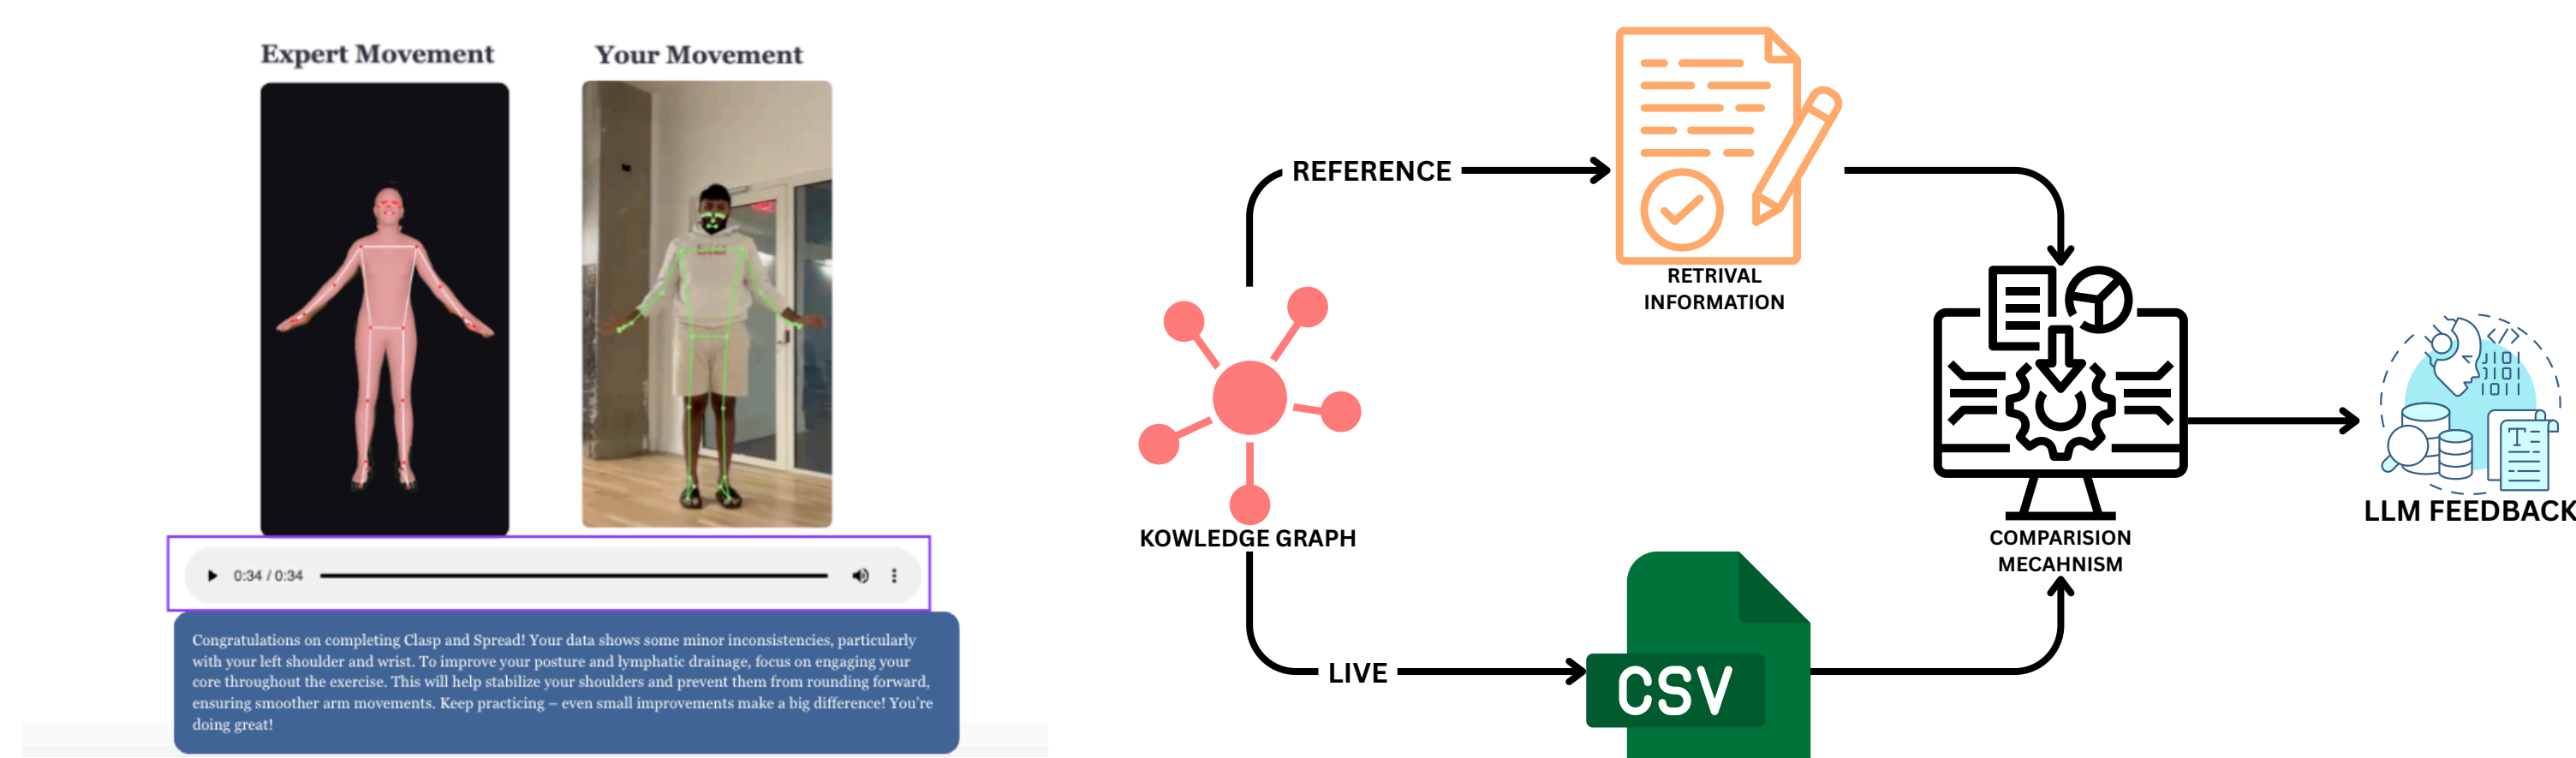 Expert Movement
Your Movement
0:34 / 0:34
Congratulations on completing Clasp and Spread! Your data shows some minor inconsistencies, particularly
with your left shoulder and wrist. To improve your posture and lymphatic drainage, focus on engaging your
core throughout the exercise. This will help stabilize your shoulders and prevent them from rounding forward,
ensuring smoother arm movements. Keep practicing – even small improvements make a big difference! You're
doing great!
REFERENCE
RETRIVAL
INFORMATION
KOWLEDGE GRAPH
LIVE
CSV
COMPARISION
MECAHNISM
</>
J|O|
J|O|
1O11
T
LLM FEEDBACK